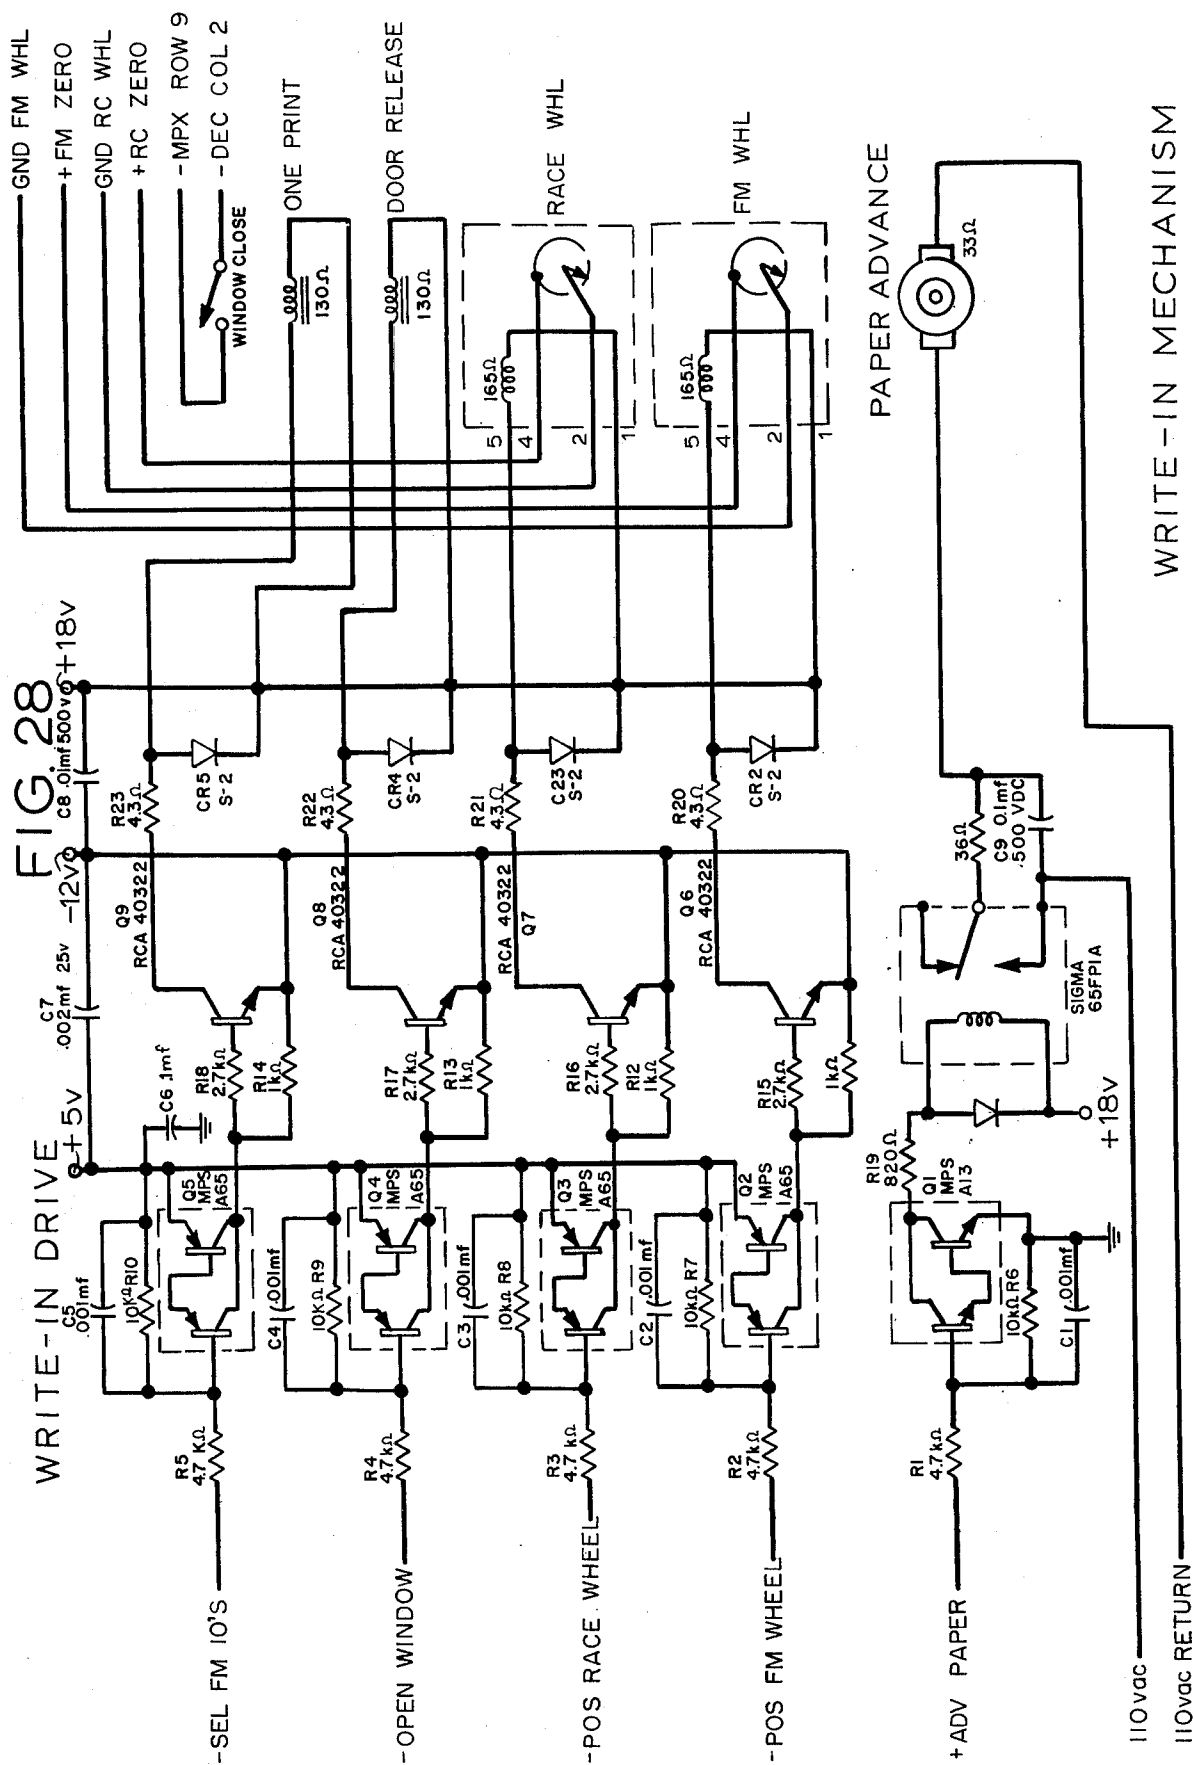 FIG. 28
WRITE-IN DRIVE
+5v
-12v
+18v
C7
.002mf 25v
C8 .01mf 500v
GND FM WHL
+FM ZERO
GND RC WHL
+RC ZERO
-MPX ROW 9
-DEC COL 2
WINDOW CLOSE
C5
.001mf
10KΩ R10
C6 .1mf
Q5
MPS
A65
R5
4.7 KΩ
-SEL FM 10'S
R18
2.7kΩ
R14
1kΩ
Q9
RCA 40322
R23
4.3Ω
CR5
S-2
130Ω
ONE PRINT
C4
.001mf
10KΩ R9
Q4
MPS
A65
R4
4.7kΩ
-OPEN WINDOW
R17
2.7kΩ
R13
1kΩ
Q8
RCA 40322
R22
4.3Ω
CR4
S-2
130Ω
DOOR RELEASE
C3
.001mf
10kΩ R8
Q3
MPS
A65
R3
4.7 kΩ
-POS RACE WHEEL
R16
2.7kΩ
R12
1kΩ
RCA 40322
Q7
R21
4.3Ω
C23
S-2
165Ω
5
4
2
1
RACE WHL
C2
.001mf
10kΩ R7
Q2
MPS
A65
R2
4.7kΩ
-POS FM WHEEL
R15
2.7kΩ
1kΩ
Q6
RCA 40322
R20
4.3Ω
CR2
S-2
165Ω
5
4
2
1
FM WHL
R19
820Ω
Q1
MPS
A13
10kΩ R6
C1
.001mf
R1
4.7kΩ
+ADV PAPER
+18v
SIGMA
65FP1A
36Ω
C9 0.1mf
.500 VDC
PAPER ADVANCE
33Ω
110vac
110vac RETURN
WRITE-IN MECHANISM